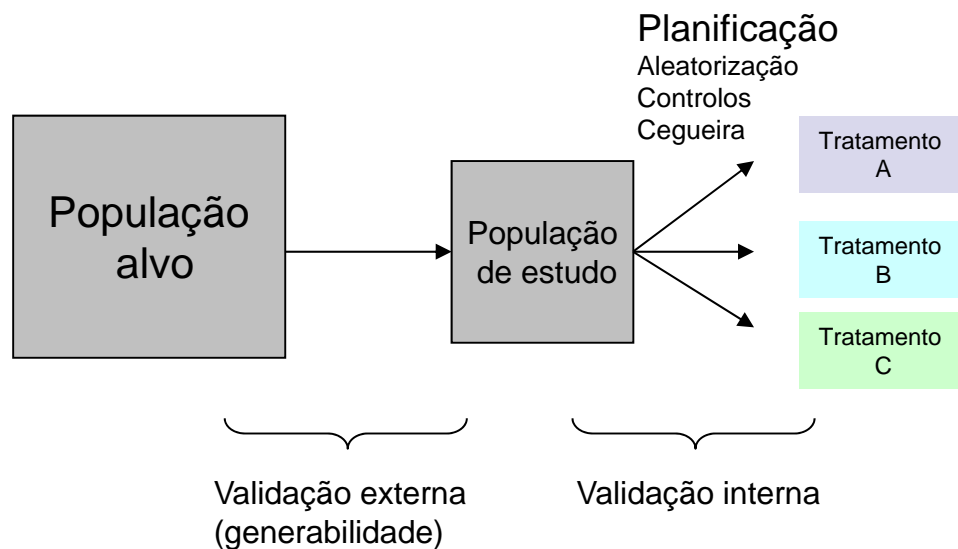 Planificação
Aleatorização
Controlos
Cegueira
População
alvo
População
de estudo
Tratamento
A
Tratamento
B
Tratamento
C
Validação externa
(generabilidade)
Validação interna